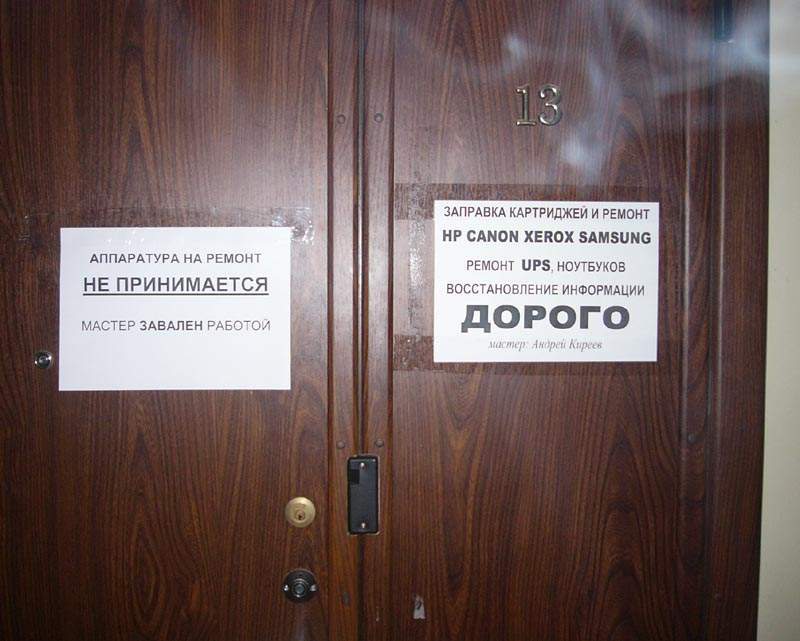 13
АППАРАТУРА НА РЕМОНТ
НЕ ПРИНИМАЕТСЯ
МАСТЕР ЗАВАЛЕН РАБОТОЙ
ЗАПРАВКА КАРТРИДЖЕЙ И РЕМОНТ
HP CANON XEROX SAMSUNG
РЕМОНТ UPS, НОУТБУКОВ
ВОССТАНОВЛЕНИЕ ИНФОРМАЦИИ
ДОРОГО
мастер: Андрей Киреев